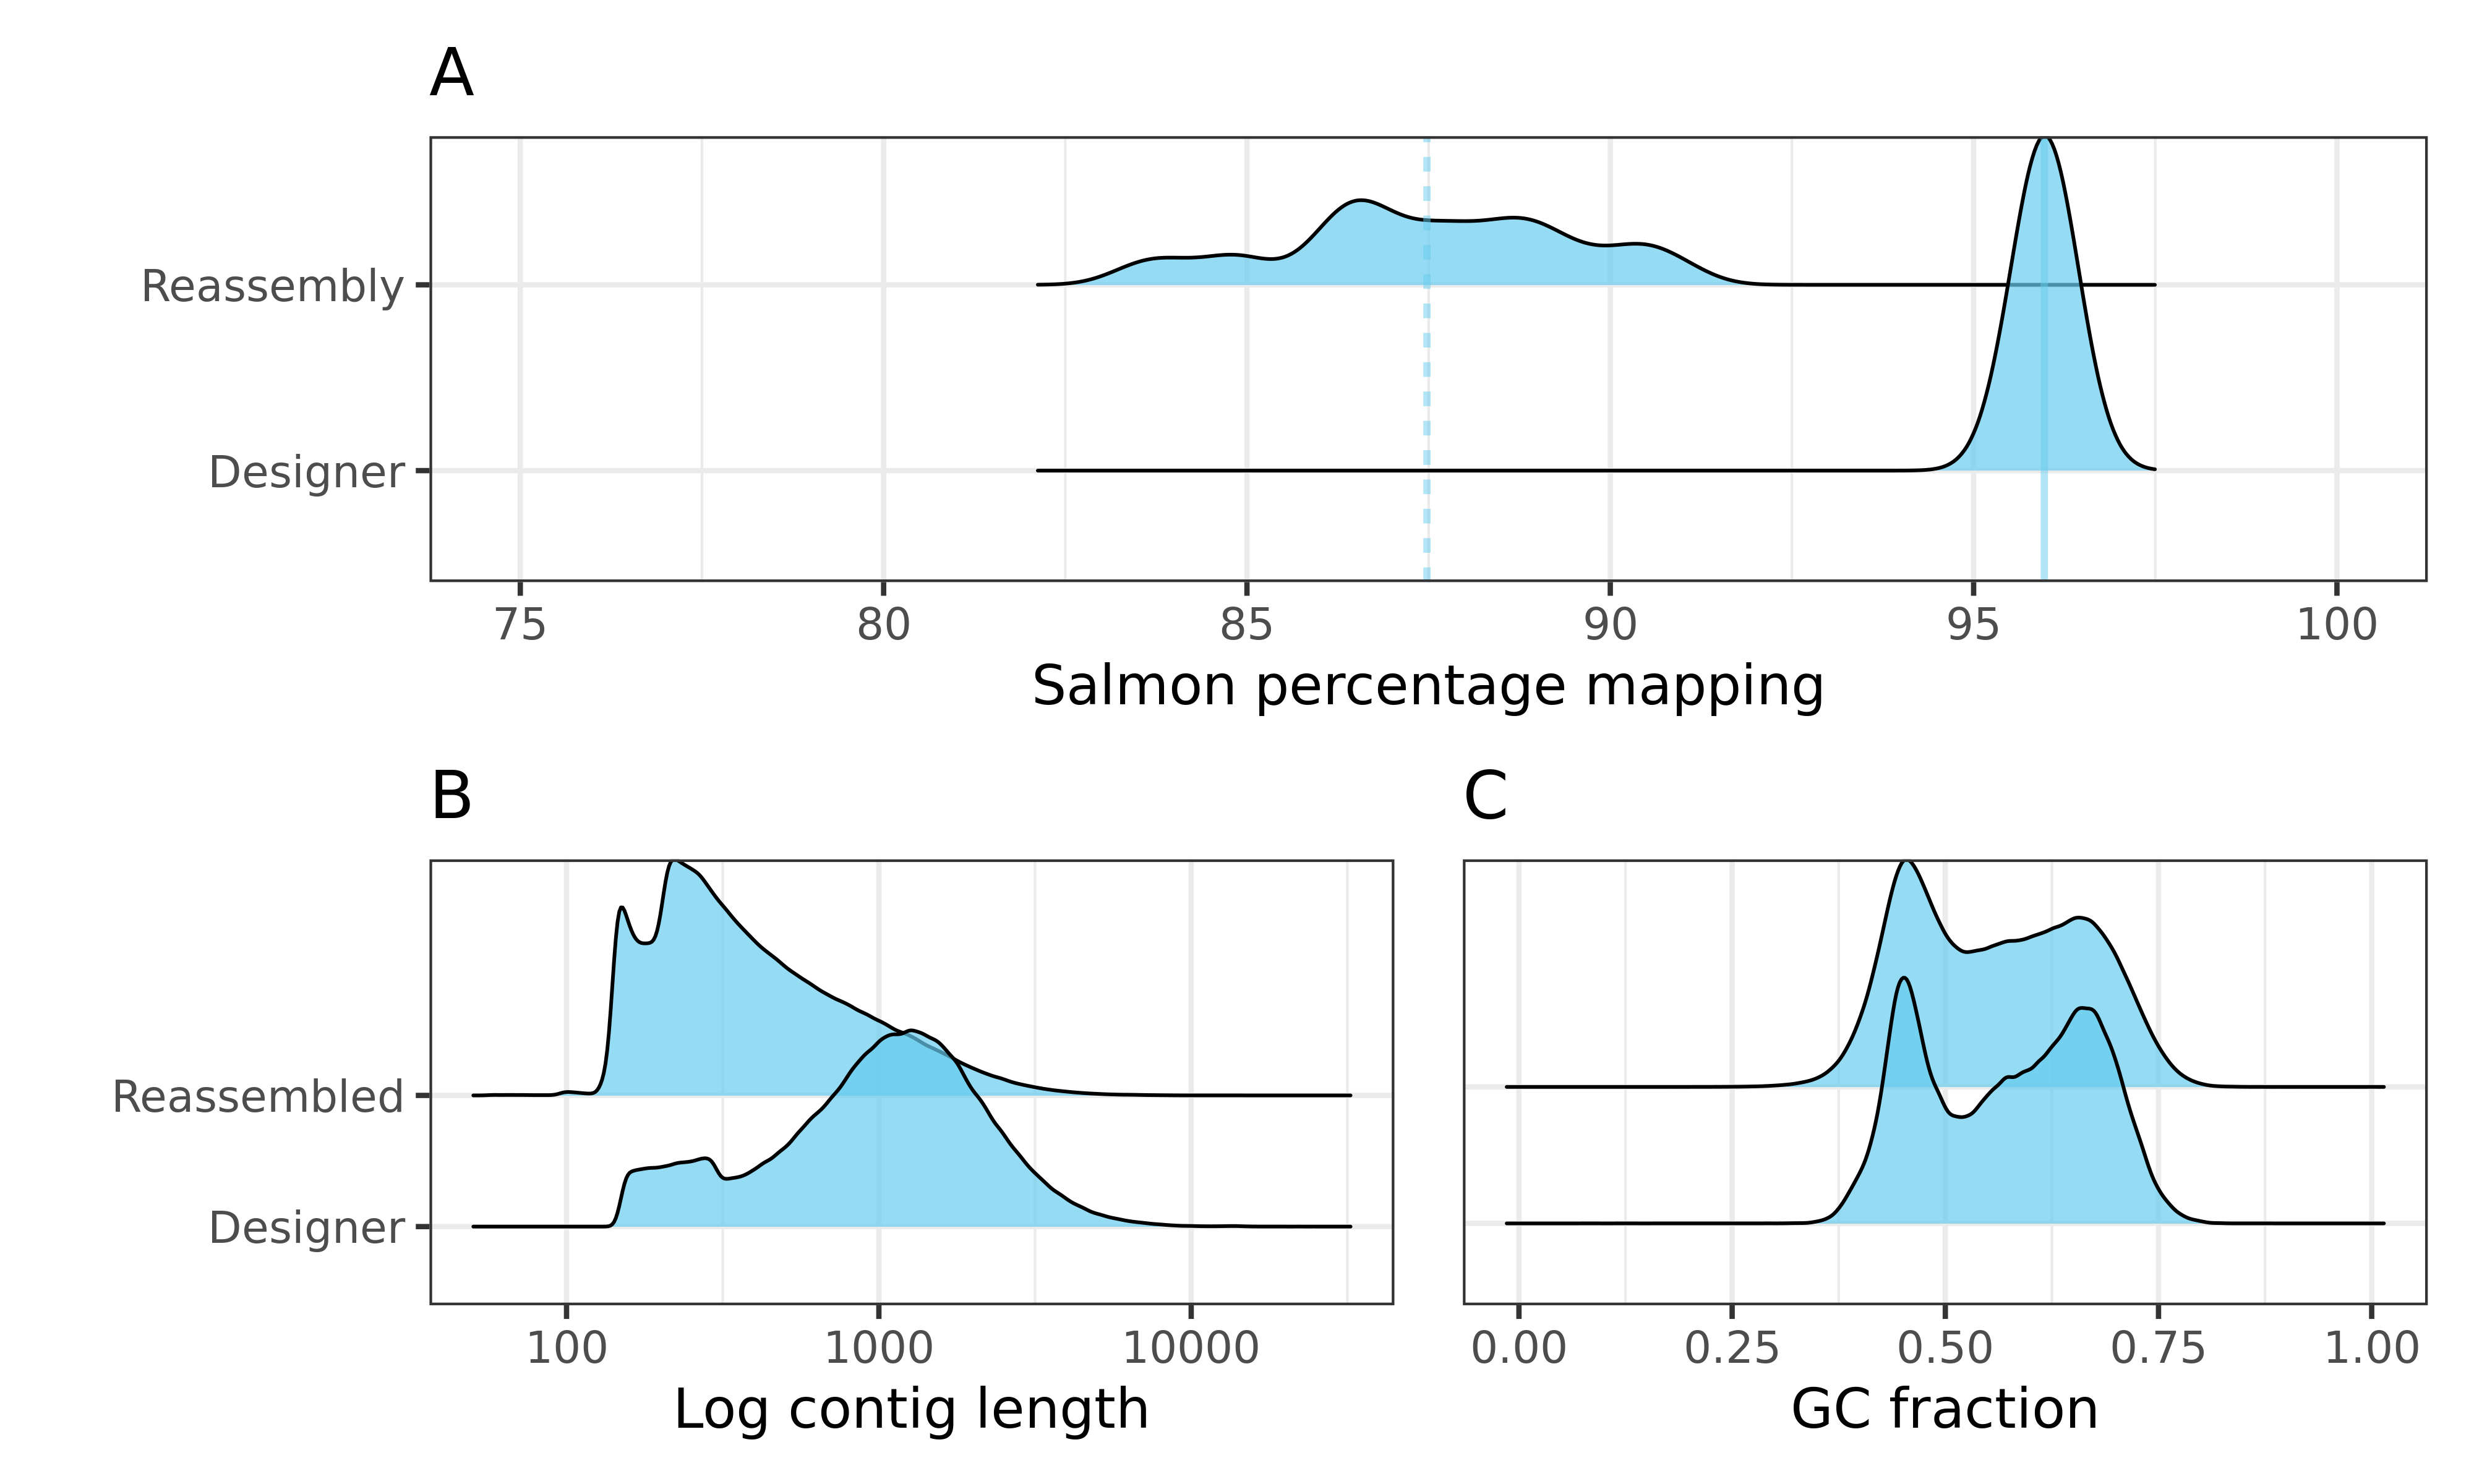 A
Reassembly
Designer
75 80 85 90 95 100
Salmon percentage mapping
B
C
Reassembled
Designer
100 1000 10000
0.00 0.25 0.50 0.75 1.00
Log contig length
GC fraction